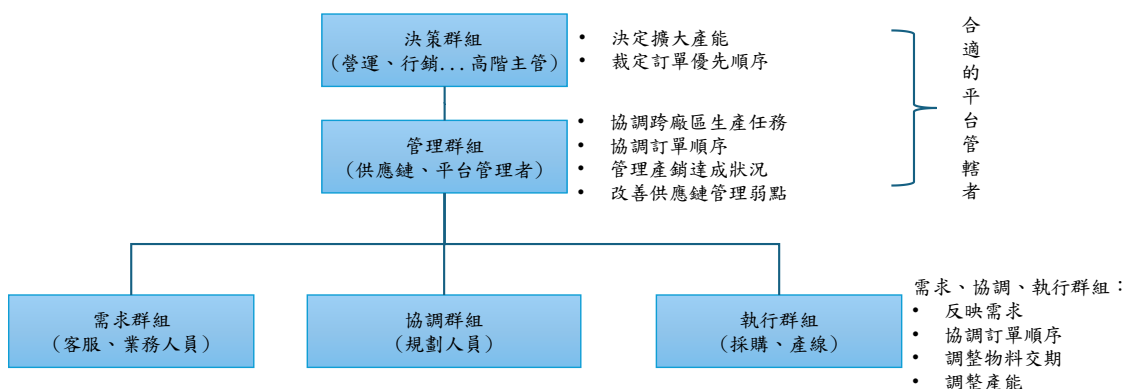 決策群組
(營運、行銷...高階主管)
• 決定擴大產能
• 裁定訂單優先順序
合適的平台管轄者
管理群組
(供應鏈、平台管理者)
• 協調跨廠區生產任務
• 協調訂單順序
• 管理產銷達成狀況
• 改善供應鏈管理弱點
需求群組
(客服、業務人員)
協調群組
(規劃人員)
執行群組
(採購、產線)
需求、協調、執行群組：
• 反映需求
• 協調訂單順序
• 調整物料交期
• 調整產能